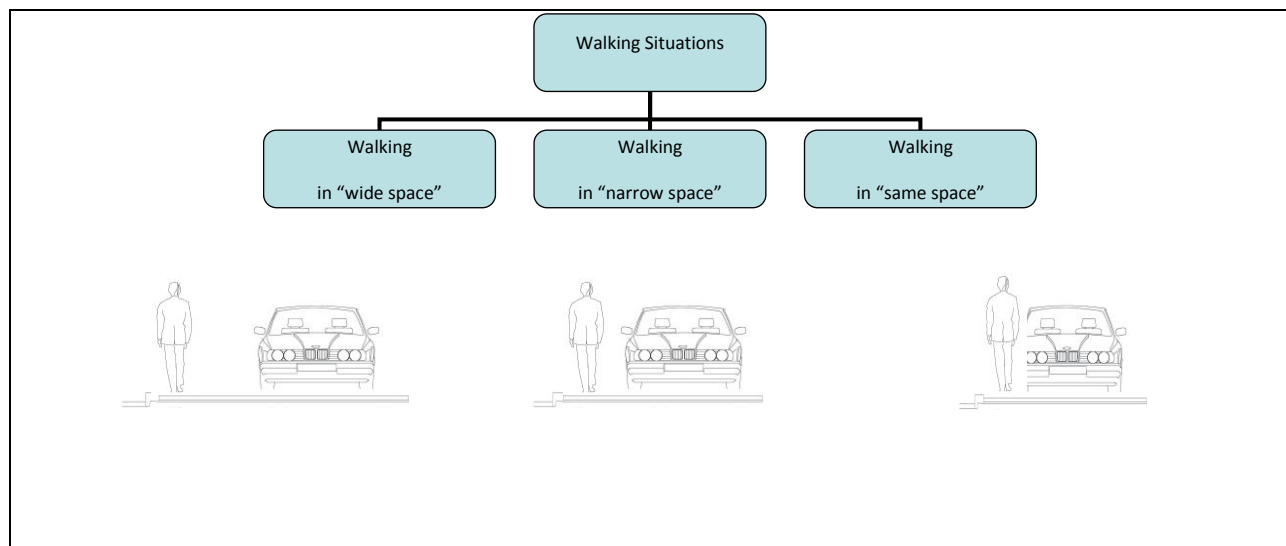 Walking Situations
Walking
in “wide space”
Walking
in “narrow space”
Walking
in “same space”